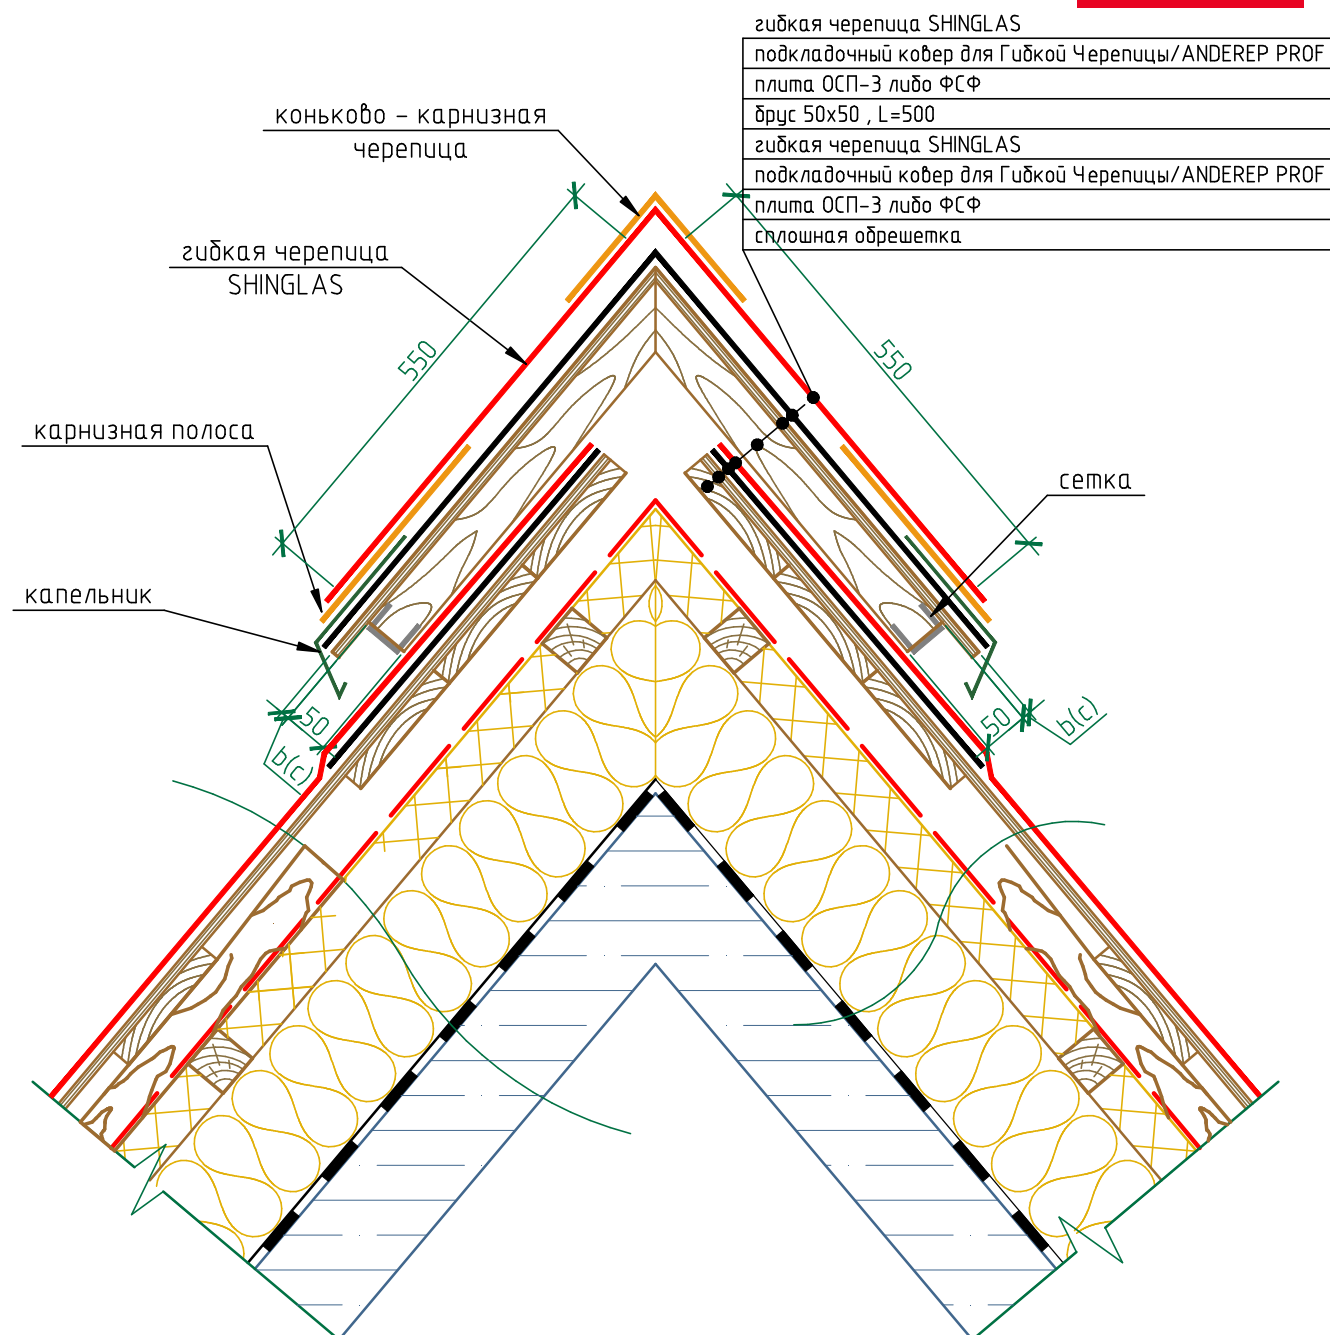 гибкая черепица SHINGLAS
подкладочный ковер для Гибкой Черепицы/ANDEREP PROF
плита ОСП-3 либо ФСФ
брус 50х50 , L=500
гибкая черепица SHINGLAS
подкладочный ковер для Гибкой Черепицы/ANDEREP PROF
плита ОСП-3 либо ФСФ
сплошная обрешетка
коньково – карнизная
черепица
гибкая черепица
SHINGLAS
550
550
карнизная полоса
сетка
капельник
50
b(c)
50
b(c)